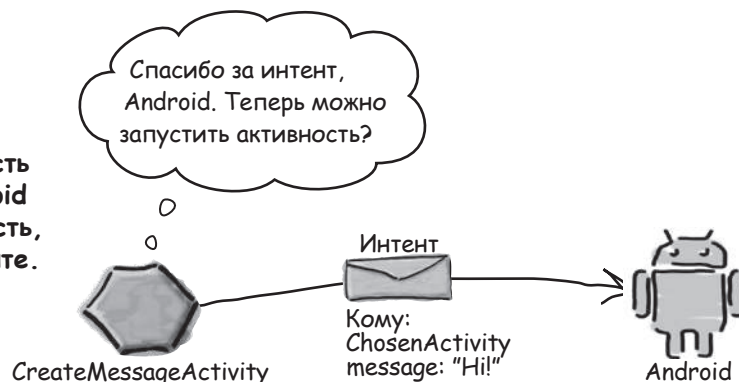 Спасибо за интент,
Android. Теперь можно
запустить активность?
Интент
Кому:
ChosenActivity
message: "Hi!"
CreateMessageActivity
Android